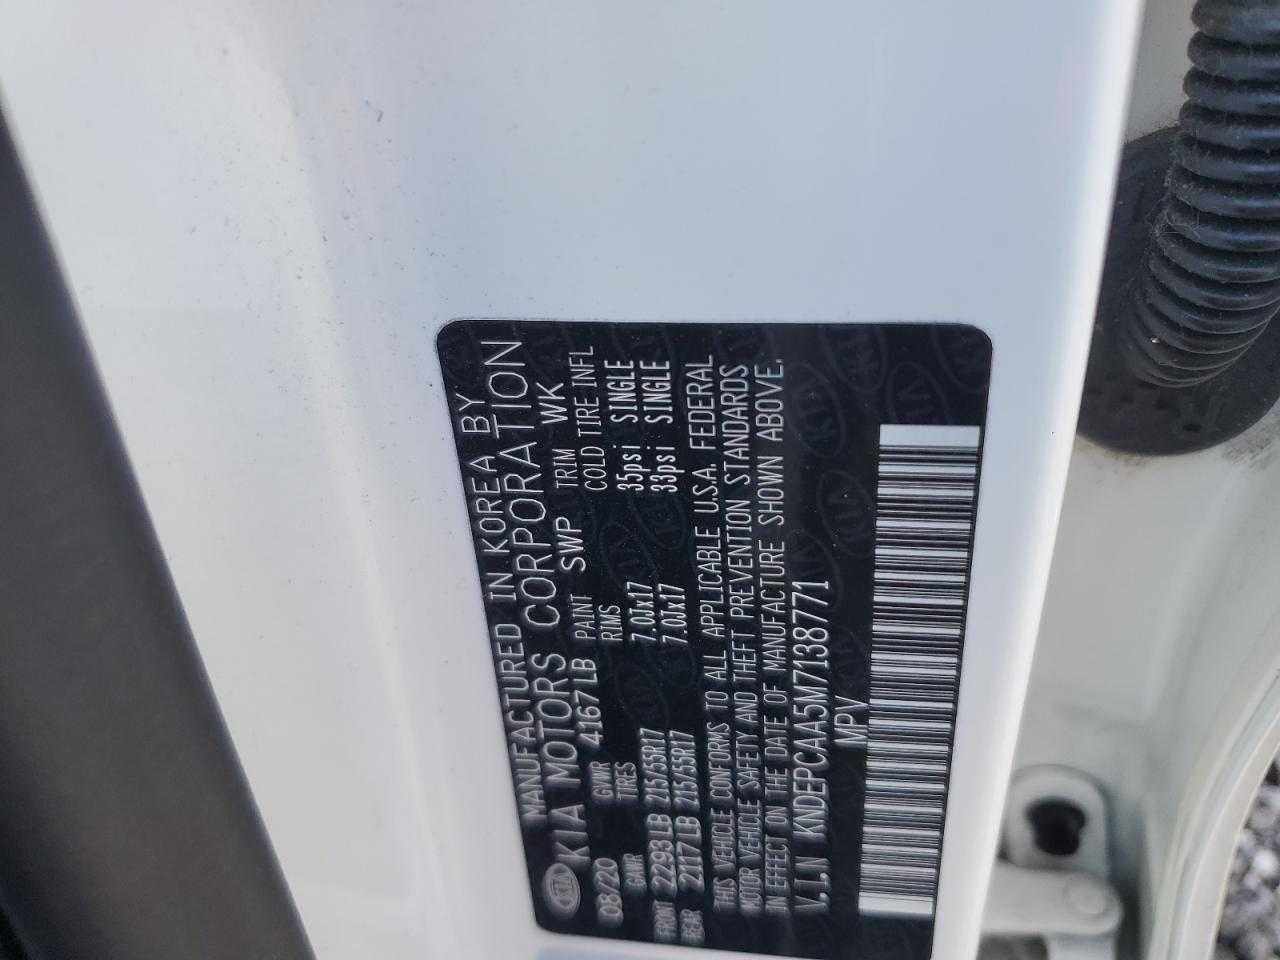 MANUFACTURED IN KOREA BY
KIA KIA MOTORS CORPORATION
08/20 GVWR 4167LB PAINT SWP TRIM WK
GAWR TIRES RIMS COLD TIRE INFL
FRONT 2293LB 215/55R17 7.0Jx17 35psi SINGLE
REAR 2117LB 215/55R17 7.0Jx17 33psi SINGLE
THIS VEHICLE CONFORMS TO ALL APPLICABLE U.S.A. FEDERAL
MOTOR VEHICLE SAFETY AND THEFT PREVENTION STANDARDS
IN EFFECT ON THE DATE OF MANUFACTURE SHOWN ABOVE.
V.I.N KNDEPCAA5M7138771
MPV